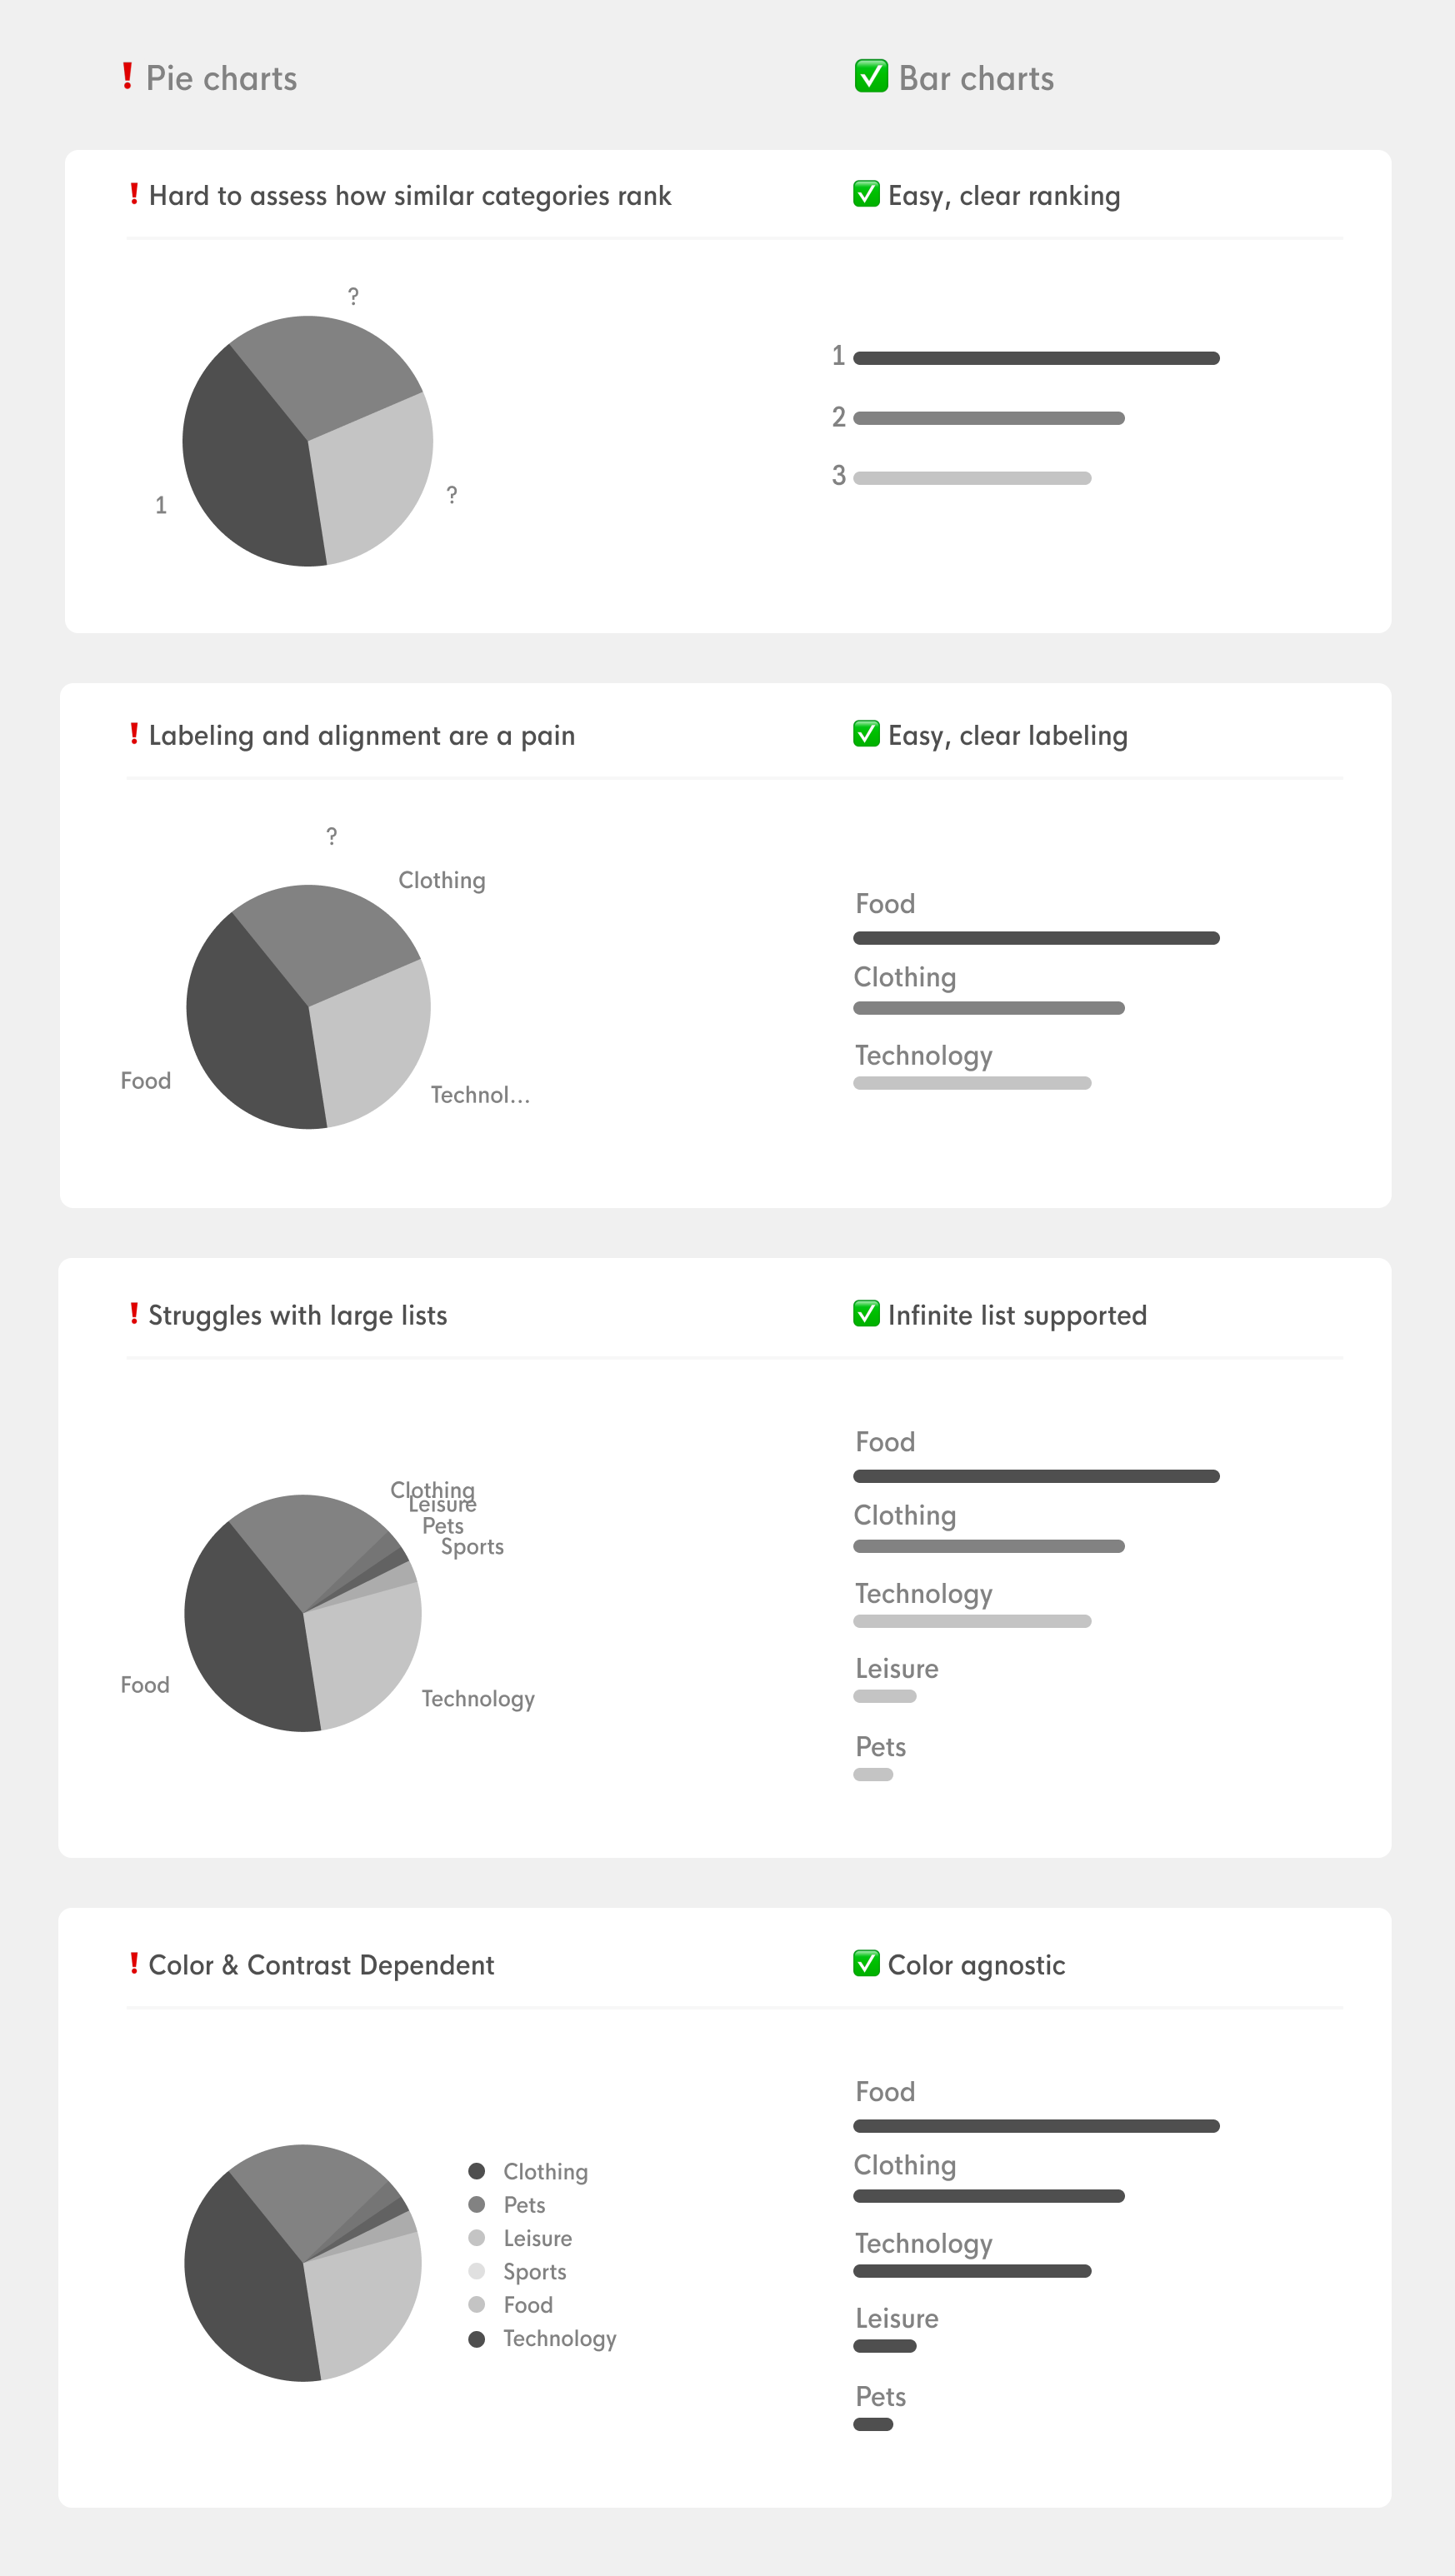 ❗ Pie charts
✅ Bar charts
❗ Hard to assess how similar categories rank
✅ Easy, clear ranking
?
1
?
1
2
3
❗ Labeling and alignment are a pain
✅ Easy, clear labeling
?
Clothing
Food
Technol...
Food
Clothing
Technology
❗ Struggles with large lists
✅ Infinite list supported
Clothing
Leisure
Pets
Sports
Food
Technology
Food
Clothing
Technology
Leisure
Pets
❗ Color & Contrast Dependent
✅ Color agnostic
Clothing
Pets
Leisure
Sports
Food
Technology
Food
Clothing
Technology
Leisure
Pets